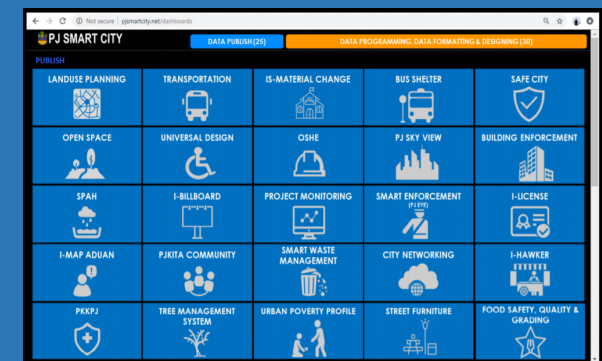 Not secure | pjsmartcity.net/dashboards
PJ SMART CITY
DATA PUBLISH (25)
DATA PROGRAMMING, DATA FORMATTING & DESIGNING (30)
PUBLISH
LANDUSE PLANNING
TRANSPORTATION
IS-MATERIAL CHANGE
BUS SHELTER
SAFE CITY
OPEN SPACE
UNIVERSAL DESIGN
OSHE
PJ SKY VIEW
BUILDING ENFORCEMENT
SPAH
I-BILLBOARD
PROJECT MONITORING
SMART ENFORCEMENT
(PJ EYE)
I-LICENSE
I-MAP ADUAN
PJKITA COMMUNITY
SMART WASTE
MANAGEMENT
CITY NETWORKING
I-HAWKER
PKKPJ
TREE MANAGEMENT
SYSTEM
URBAN POVERTY PROFILE
STREET FURNITURE
FOOD SAFETY, QUALITY &
GRADING